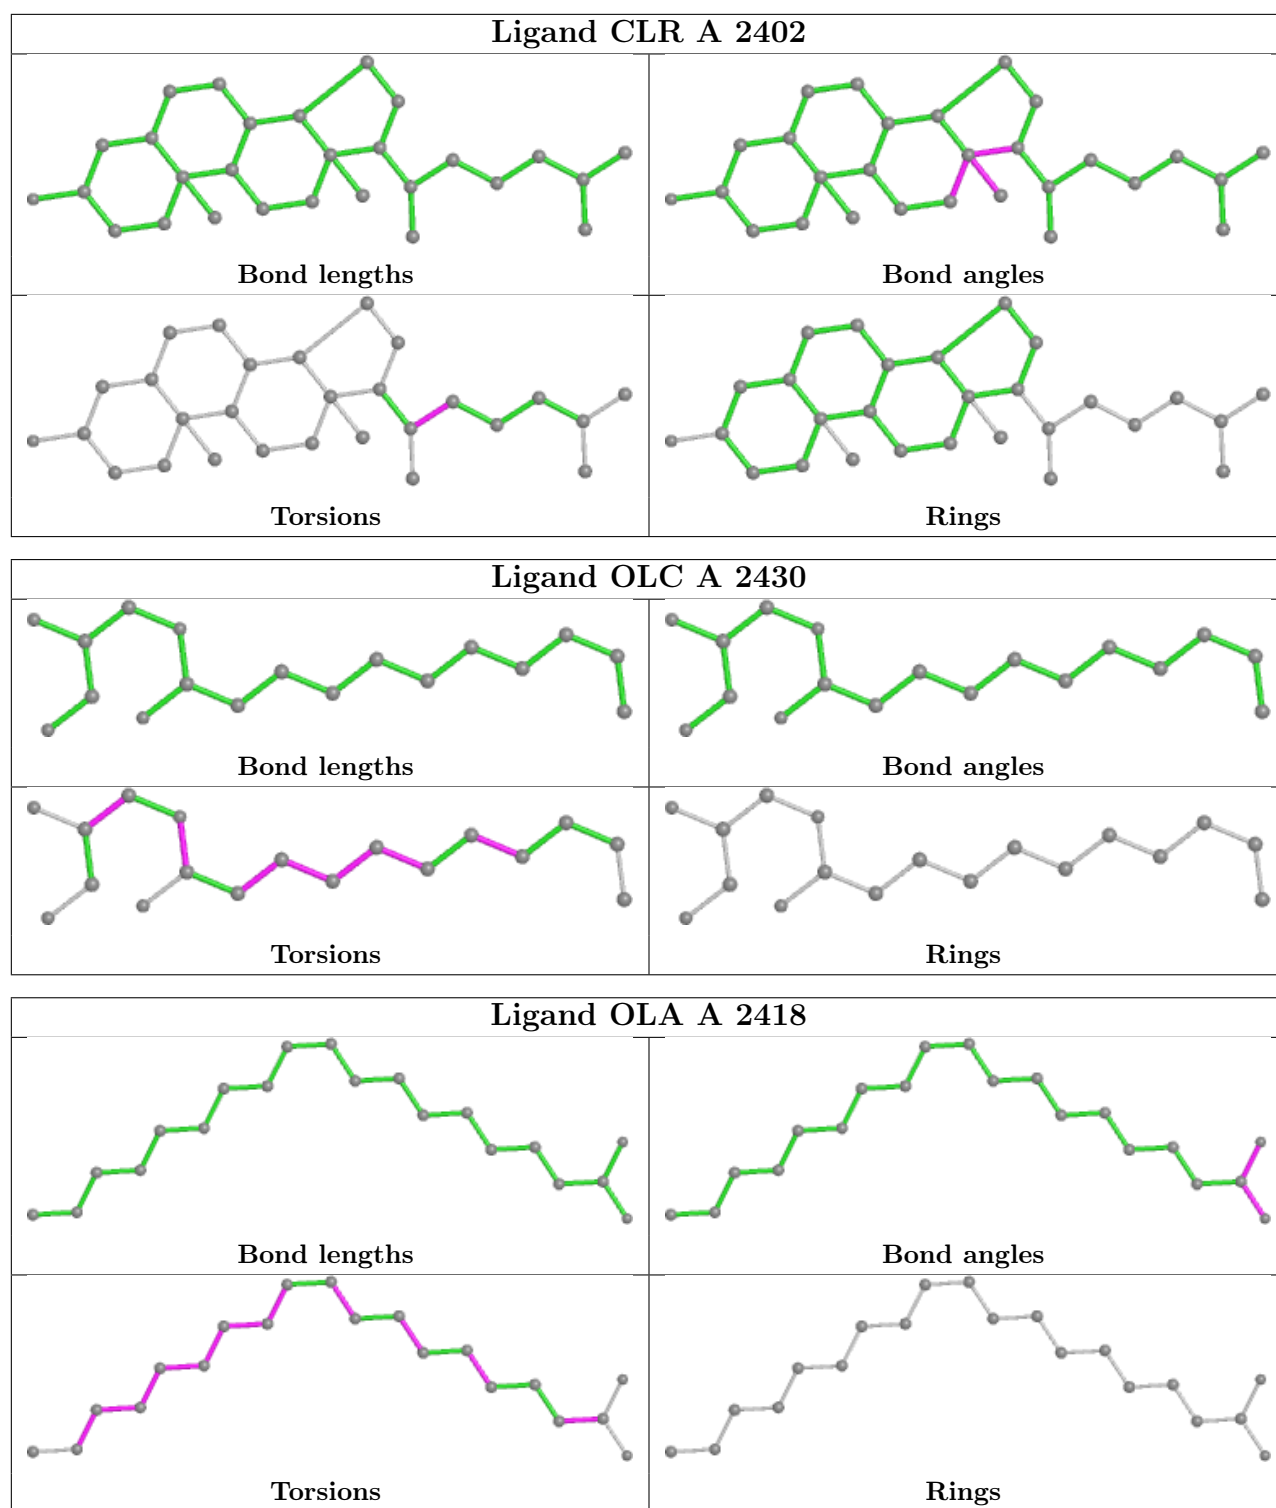 Ligand CLR A 2402
Bond lengths
Bond angles
Torsions
Rings
Ligand OLC A 2430
Bond lengths
Bond angles
Torsions
Rings
Ligand OLA A 2418
Bond lengths
Bond angles
Torsions
Rings